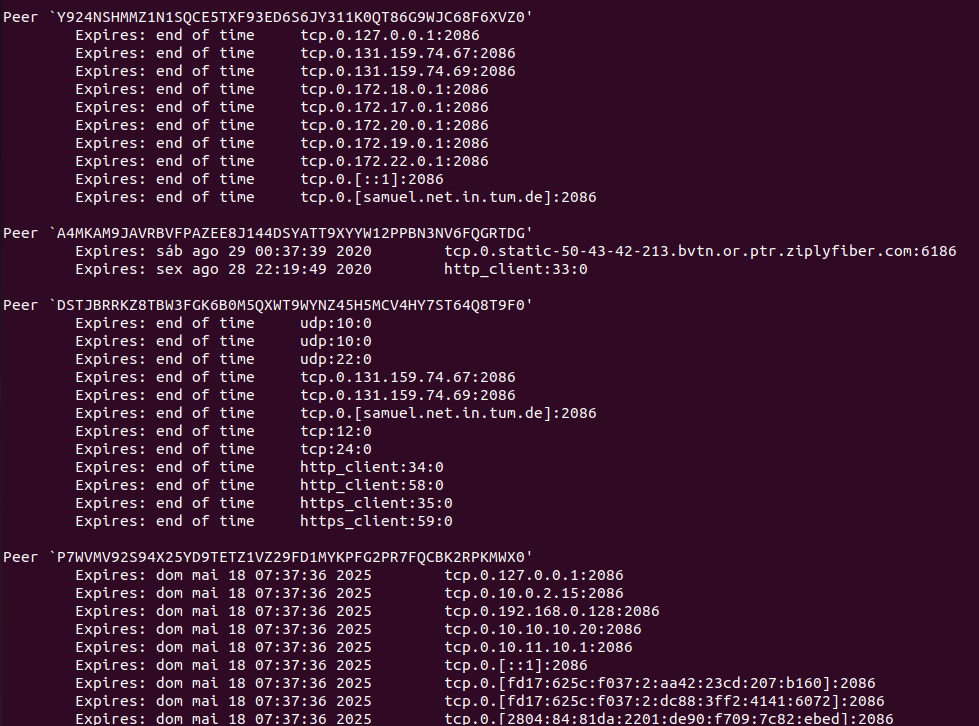 Peer `Y924NSHMMZ1N1SQCE5TXF93ED6S6JY311K0QT86G9WJC68F6XVZ0'
Expires: end of time tcp.0.127.0.0.1:2086
Expires: end of time tcp.0.131.159.74.67:2086
Expires: end of time tcp.0.131.159.74.69:2086
Expires: end of time tcp.0.172.18.0.1:2086
Expires: end of time tcp.0.172.17.0.1:2086
Expires: end of time tcp.0.172.20.0.1:2086
Expires: end of time tcp.0.172.19.0.1:2086
Expires: end of time tcp.0.172.22.0.1:2086
Expires: end of time tcp.0.[::1]:2086
Expires: end of time tcp.0.[samuel.net.in.tum.de]:2086
Peer `A4MKAM9JAVRBVFPAZEE8J144DSYATT9XYYW12PPBN3NV6FQGRTDG'
Expires: sáb ago 29 00:37:39 2020 tcp.0.static-50-43-42-213.bvtn.or.ptr.ziplyfiber.com:6186
Expires: sex ago 28 22:19:49 2020 http_client:33:0
Peer `DSTJBRRKZ8TBW3FGK6B0M5QXWT9WYNZ45H5MCV4HY7ST64Q8T9F0'
Expires: end of time udp:10:0
Expires: end of time udp:10:0
Expires: end of time udp:22:0
Expires: end of time tcp.0.131.159.74.67:2086
Expires: end of time tcp.0.131.159.74.69:2086
Expires: end of time tcp.0.[samuel.net.in.tum.de]:2086
Expires: end of time tcp:12:0
Expires: end of time tcp:24:0
Expires: end of time http_client:34:0
Expires: end of time http_client:58:0
Expires: end of time https_client:35:0
Expires: end of time https_client:59:0
Peer `P7WVMV92S94X25YD9TETZ1VZ29FD1MYKPFG2PR7FQCBK2RPKMWX0'
Expires: dom mai 18 07:37:36 2025 tcp.0.127.0.0.1:2086
Expires: dom mai 18 07:37:36 2025 tcp.0.10.0.2.15:2086
Expires: dom mai 18 07:37:36 2025 tcp.0.192.168.0.128:2086
Expires: dom mai 18 07:37:36 2025 tcp.0.10.10.10.20:2086
Expires: dom mai 18 07:37:36 2025 tcp.0.10.11.10.1:2086
Expires: dom mai 18 07:37:36 2025 tcp.0.[::1]:2086
Expires: dom mai 18 07:37:36 2025 tcp.0.[fd17:625c:f037:2:aa42:23cd:207:b160]:2086
Expires: dom mai 18 07:37:36 2025 tcp.0.[fd17:625c:f037:2:dc88:3ff2:4141:6072]:2086
Expires: dom mai 18 07:37:36 2025 tcp.0.[2804:84:81da:2201:de90:f709:7c82:ebed]:2086